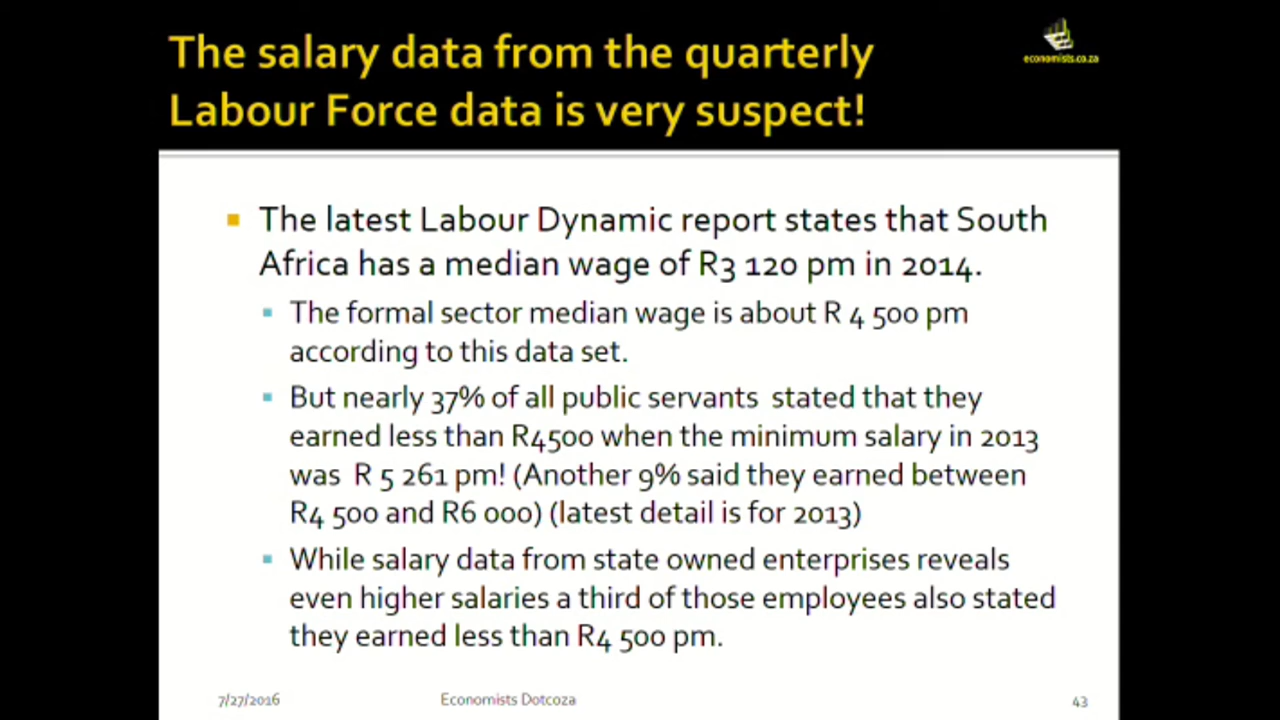 The salary data from the quarterly
Labour Force data is very suspect!
economists.co.za
The latest Labour Dynamic report states that South
Africa has a median wage of R3 120 pm in 2014.
The formal sector median wage is about R 4 500 pm
according to this data set.
But nearly 37% of all public servants stated that they
earned less than R4500 when the minimum salary in 2013
was R 5 261 pm! (Another 9% said they earned between
R4 500 and R6 000) (latest detail is for 2013)
While salary data from state owned enterprises reveals
even higher salaries a third of those employees also stated
they earned less than R4 500 pm.
7/27/2016
Economists Dotcoza
43